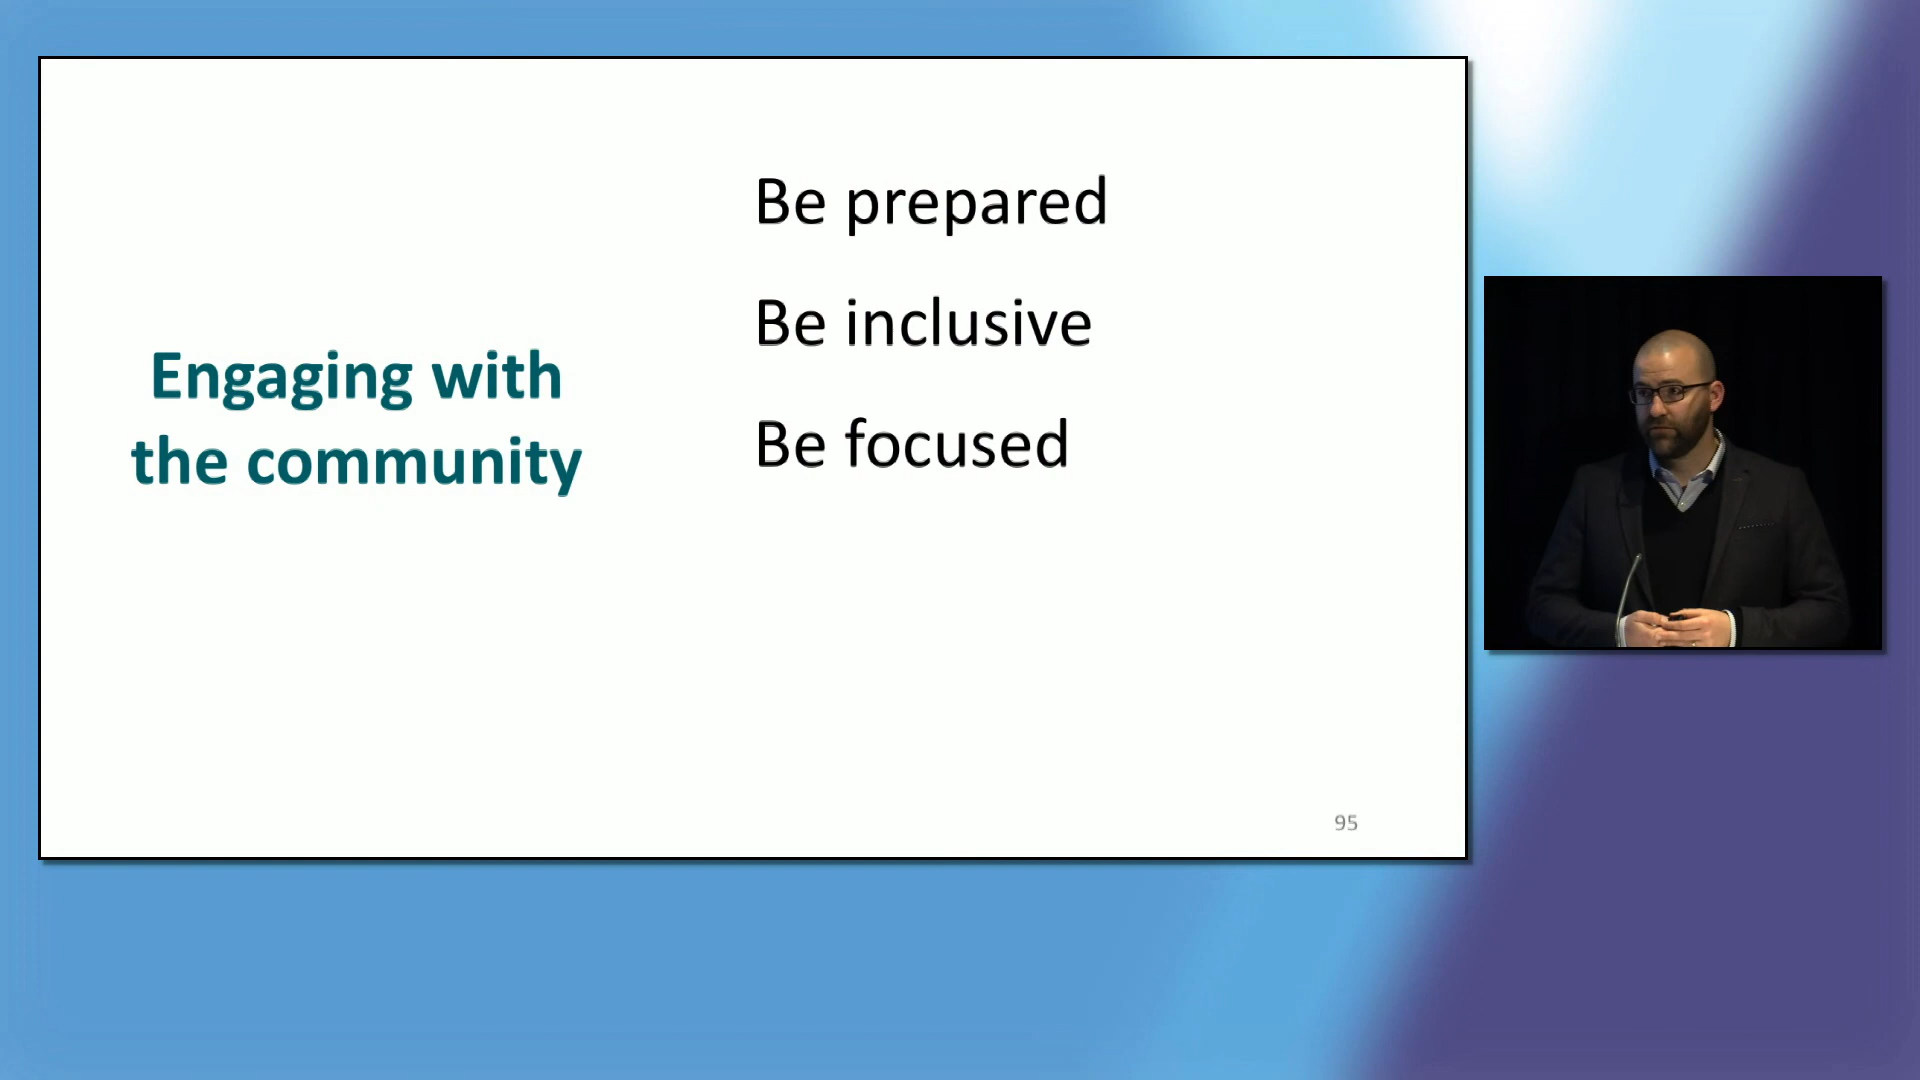 Engaging with
the community
Be prepared
Be inclusive
Be focused
95